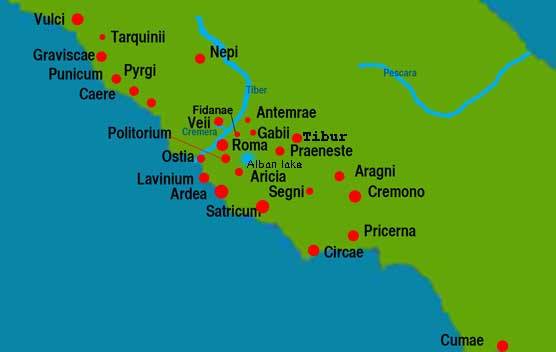 Vulci
Tarquinii
Graviscae
Nepi
Punicum
Pyrgi
Pescara
Caere
Tiber
Fidanae
Antemrae
Veii
Cremera
Gabii
Tibur
Politorium
Roma
Praeneste
Ostia
Alban lake
Aricia
Aragni
Lavinium
Ardea
Segni
Cremono
Satricum
Pricerna
Circae
Cumae